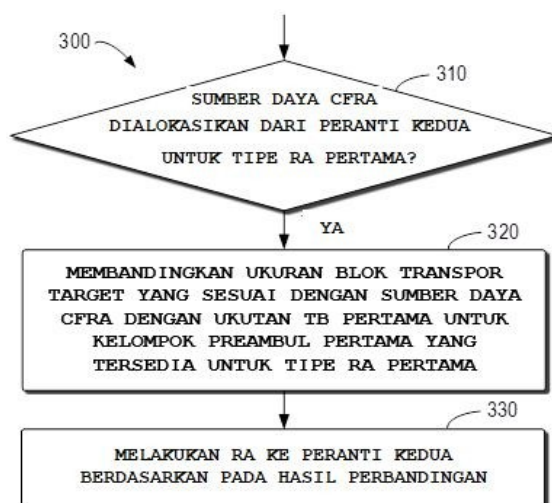 300
310
SUMBER DAYA CFRA
DIALOKASIKAN DARI PERANTI KEDUA
UNTUK TIPE RA PERTAMA?
YA
320
MEMBANDINGKAN UKURAN BLOK TRANSPOR
TARGET YANG SESUAI DENGAN SUMBER DAYA
CFRA DENGAN UKUTAN TB PERTAMA UNTUK
KELOMPOK PREAMBUL PERTAMA YANG
TERSEDIA UNTUK TIPE RA PERTAMA
330
MELAKUKAN RA KE PERANTI KEDUA
BERDASARKAN PADA HASIL PERBANDINGAN